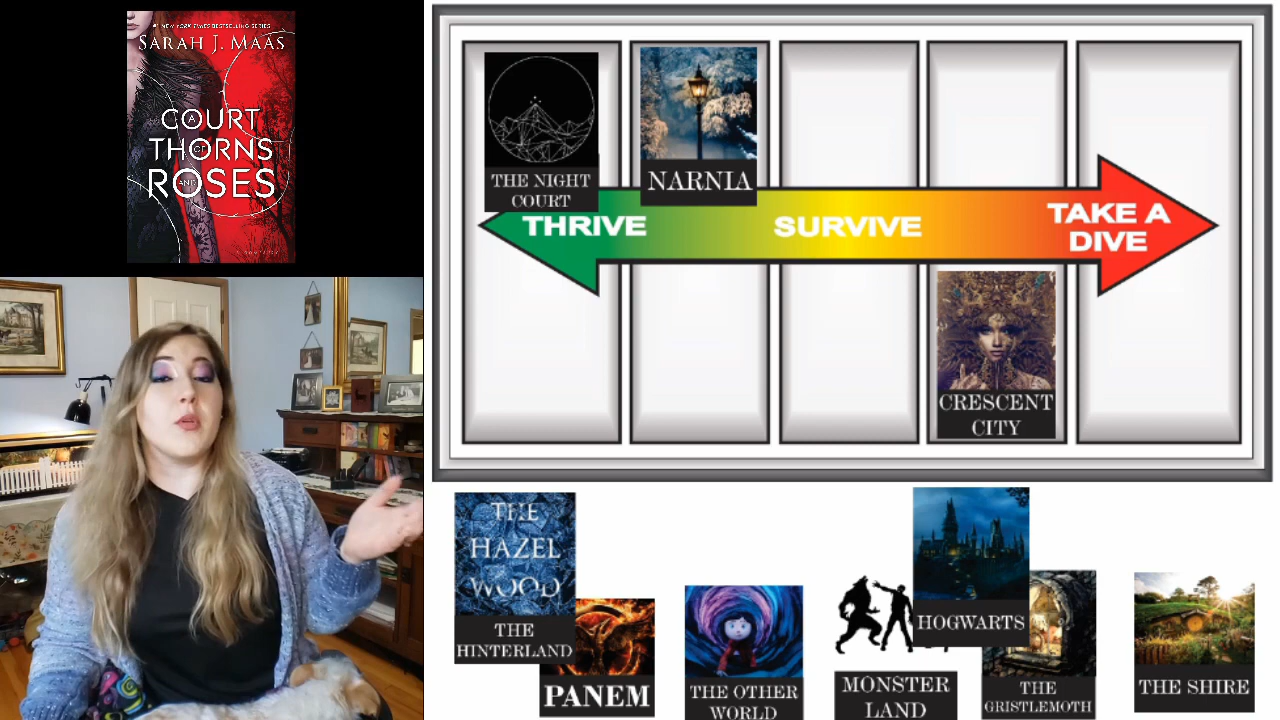 #1 NEW YORK TIMES BESTSELLING SERIES
SARAH J. MAAS
A
COURT
OF
THORNS
AND
ROSES
BLOOMSBURY
THE NIGHT
COURT
NARNIA
THRIVE
SURVIVE
TAKE A
DIVE
CRESCENT
CITY
THE
HAZEL
WOOD
THE
HINTERLAND
PANEM
THE OTHER
WORLD
MONSTER
LAND
HOGWARTS
THE
GRISTLEMOTH
THE SHIRE